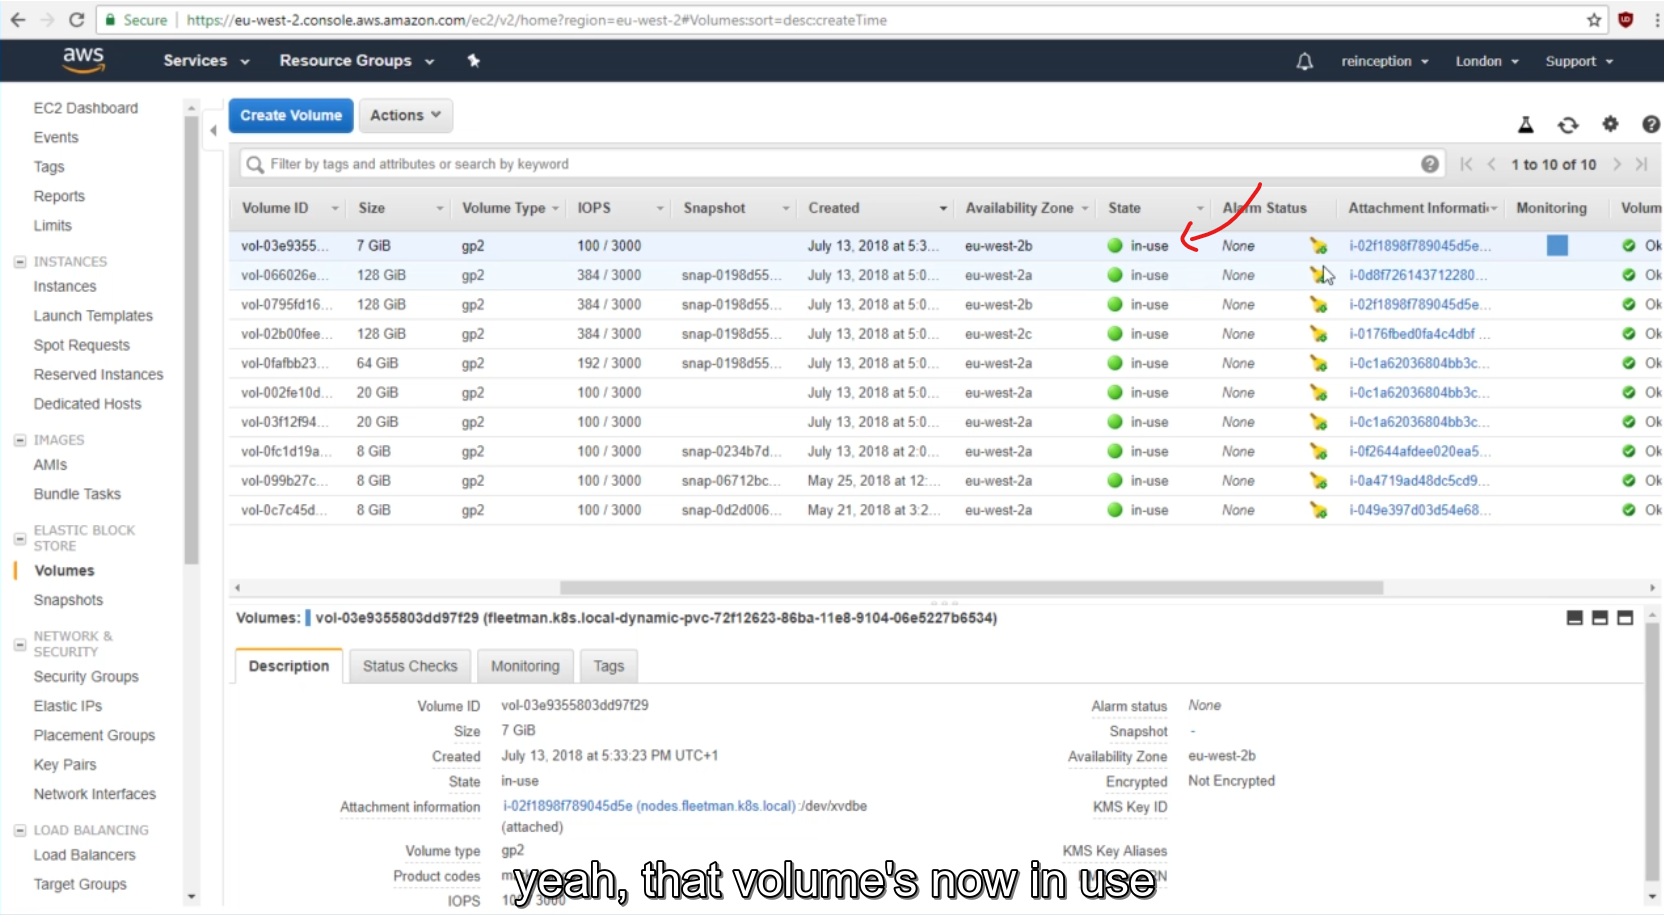 Secure https://eu-west-2.console.aws.amazon.com/ec2/v2/home?region=eu-west-2#Volumes:sort=desc:createTime
aws Services Resource Groups reinception London Support
EC2 Dashboard
Events
Tags
Reports
Limits
INSTANCES
Instances
Launch Templates
Spot Requests
Reserved Instances
Dedicated Hosts
IMAGES
AMIs
Bundle Tasks
ELASTIC BLOCK
STORE
Volumes
Snapshots
NETWORK &
SECURITY
Security Groups
Elastic IPs
Placement Groups
Key Pairs
Network Interfaces
LOAD BALANCING
Load Balancers
Target Groups
Create Volume Actions
Filter by tags and attributes or search by keyword 1 to 10 of 10
Volume ID Size Volume Type IOPS Snapshot Created Availability Zone State Alarm Status Attachment Informati Monitoring Volum
vol-03e9355... 7 GiB gp2 100 / 3000 July 13, 2018 at 5:3... eu-west-2b in-use None i-02f1898f789045d5e... Ok
vol-066026e... 128 GiB gp2 384 / 3000 snap-0198d55... July 13, 2018 at 5:0... eu-west-2a in-use None i-0d8f726143712280... Ok
vol-0795fd16... 128 GiB gp2 384 / 3000 snap-0198d55... July 13, 2018 at 5:0... eu-west-2b in-use None i-02f1898f789045d5e... Ok
vol-02b00fee... 128 GiB gp2 384 / 3000 snap-0198d55... July 13, 2018 at 5:0... eu-west-2c in-use None i-0176fbed0fa4c4dbf ... Ok
vol-0fafbb23... 64 GiB gp2 192 / 3000 snap-0198d55... July 13, 2018 at 5:0... eu-west-2a in-use None i-0c1a62036804bb3c... Ok
vol-002fe10d... 20 GiB gp2 100 / 3000 July 13, 2018 at 5:0... eu-west-2a in-use None i-0c1a62036804bb3c... Ok
vol-03f12f94... 20 GiB gp2 100 / 3000 July 13, 2018 at 5:0... eu-west-2a in-use None i-0c1a62036804bb3c... Ok
vol-0fc1d19a... 8 GiB gp2 100 / 3000 snap-0234b7d... July 13, 2018 at 2:0... eu-west-2a in-use None i-0f2644afdee020ea5... Ok
vol-099b27c... 8 GiB gp2 100 / 3000 snap-06712bc... May 25, 2018 at 12:... eu-west-2a in-use None i-0a4719ad48dc5cd9... Ok
vol-0c7c45d... 8 GiB gp2 100 / 3000 snap-0d2d006... May 21, 2018 at 3:2... eu-west-2a in-use None i-049e397d03d54e68... Ok
Volumes: vol-03e9355803dd97f29 (fleetman.k8s.local-dynamic-pvc-72f12623-86ba-11e8-9104-06e5227b6534)
Description Status Checks Monitoring Tags
Volume ID vol-03e9355803dd97f29 Alarm status None
Size 7 GiB Snapshot -
Created July 13, 2018 at 5:33:23 PM UTC+1 Availability Zone eu-west-2b
State in-use Encrypted Not Encrypted
Attachment information i-02f1898f789045d5e (nodes.fleetman.k8s.local):/dev/xvdbe KMS Key ID
(attached)
Volume type gp2 KMS Key Aliases
Product codes
IOPS
yeah, that volume's now in use